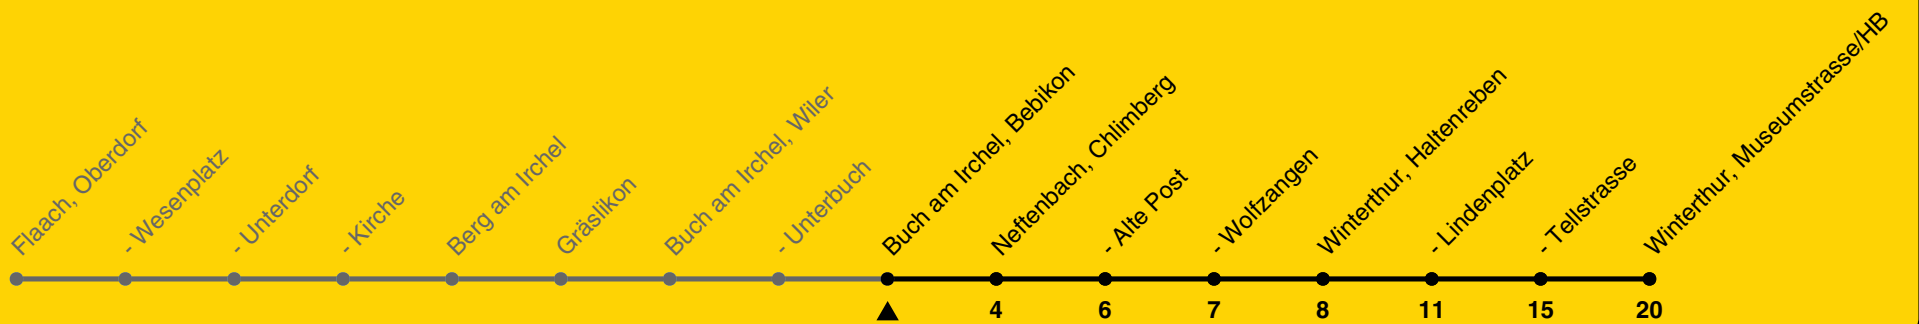 Flaach, Oberdorf
- Wesenplatz
- Unterdorf
- Kirche
Berg am Irchel
Gräslikon
Buch am Irchel, Wiler
- Unterbuch
Buch am Irchel, Bebikon
Neftenbach, Chlimberg
- Alte Post
- Wolfzangen
Winterthur, Haltenreben
- Lindenplatz
- Tellstrasse
Winterthur, Museumstrasse/HB
4 6 7 8 11 15 20